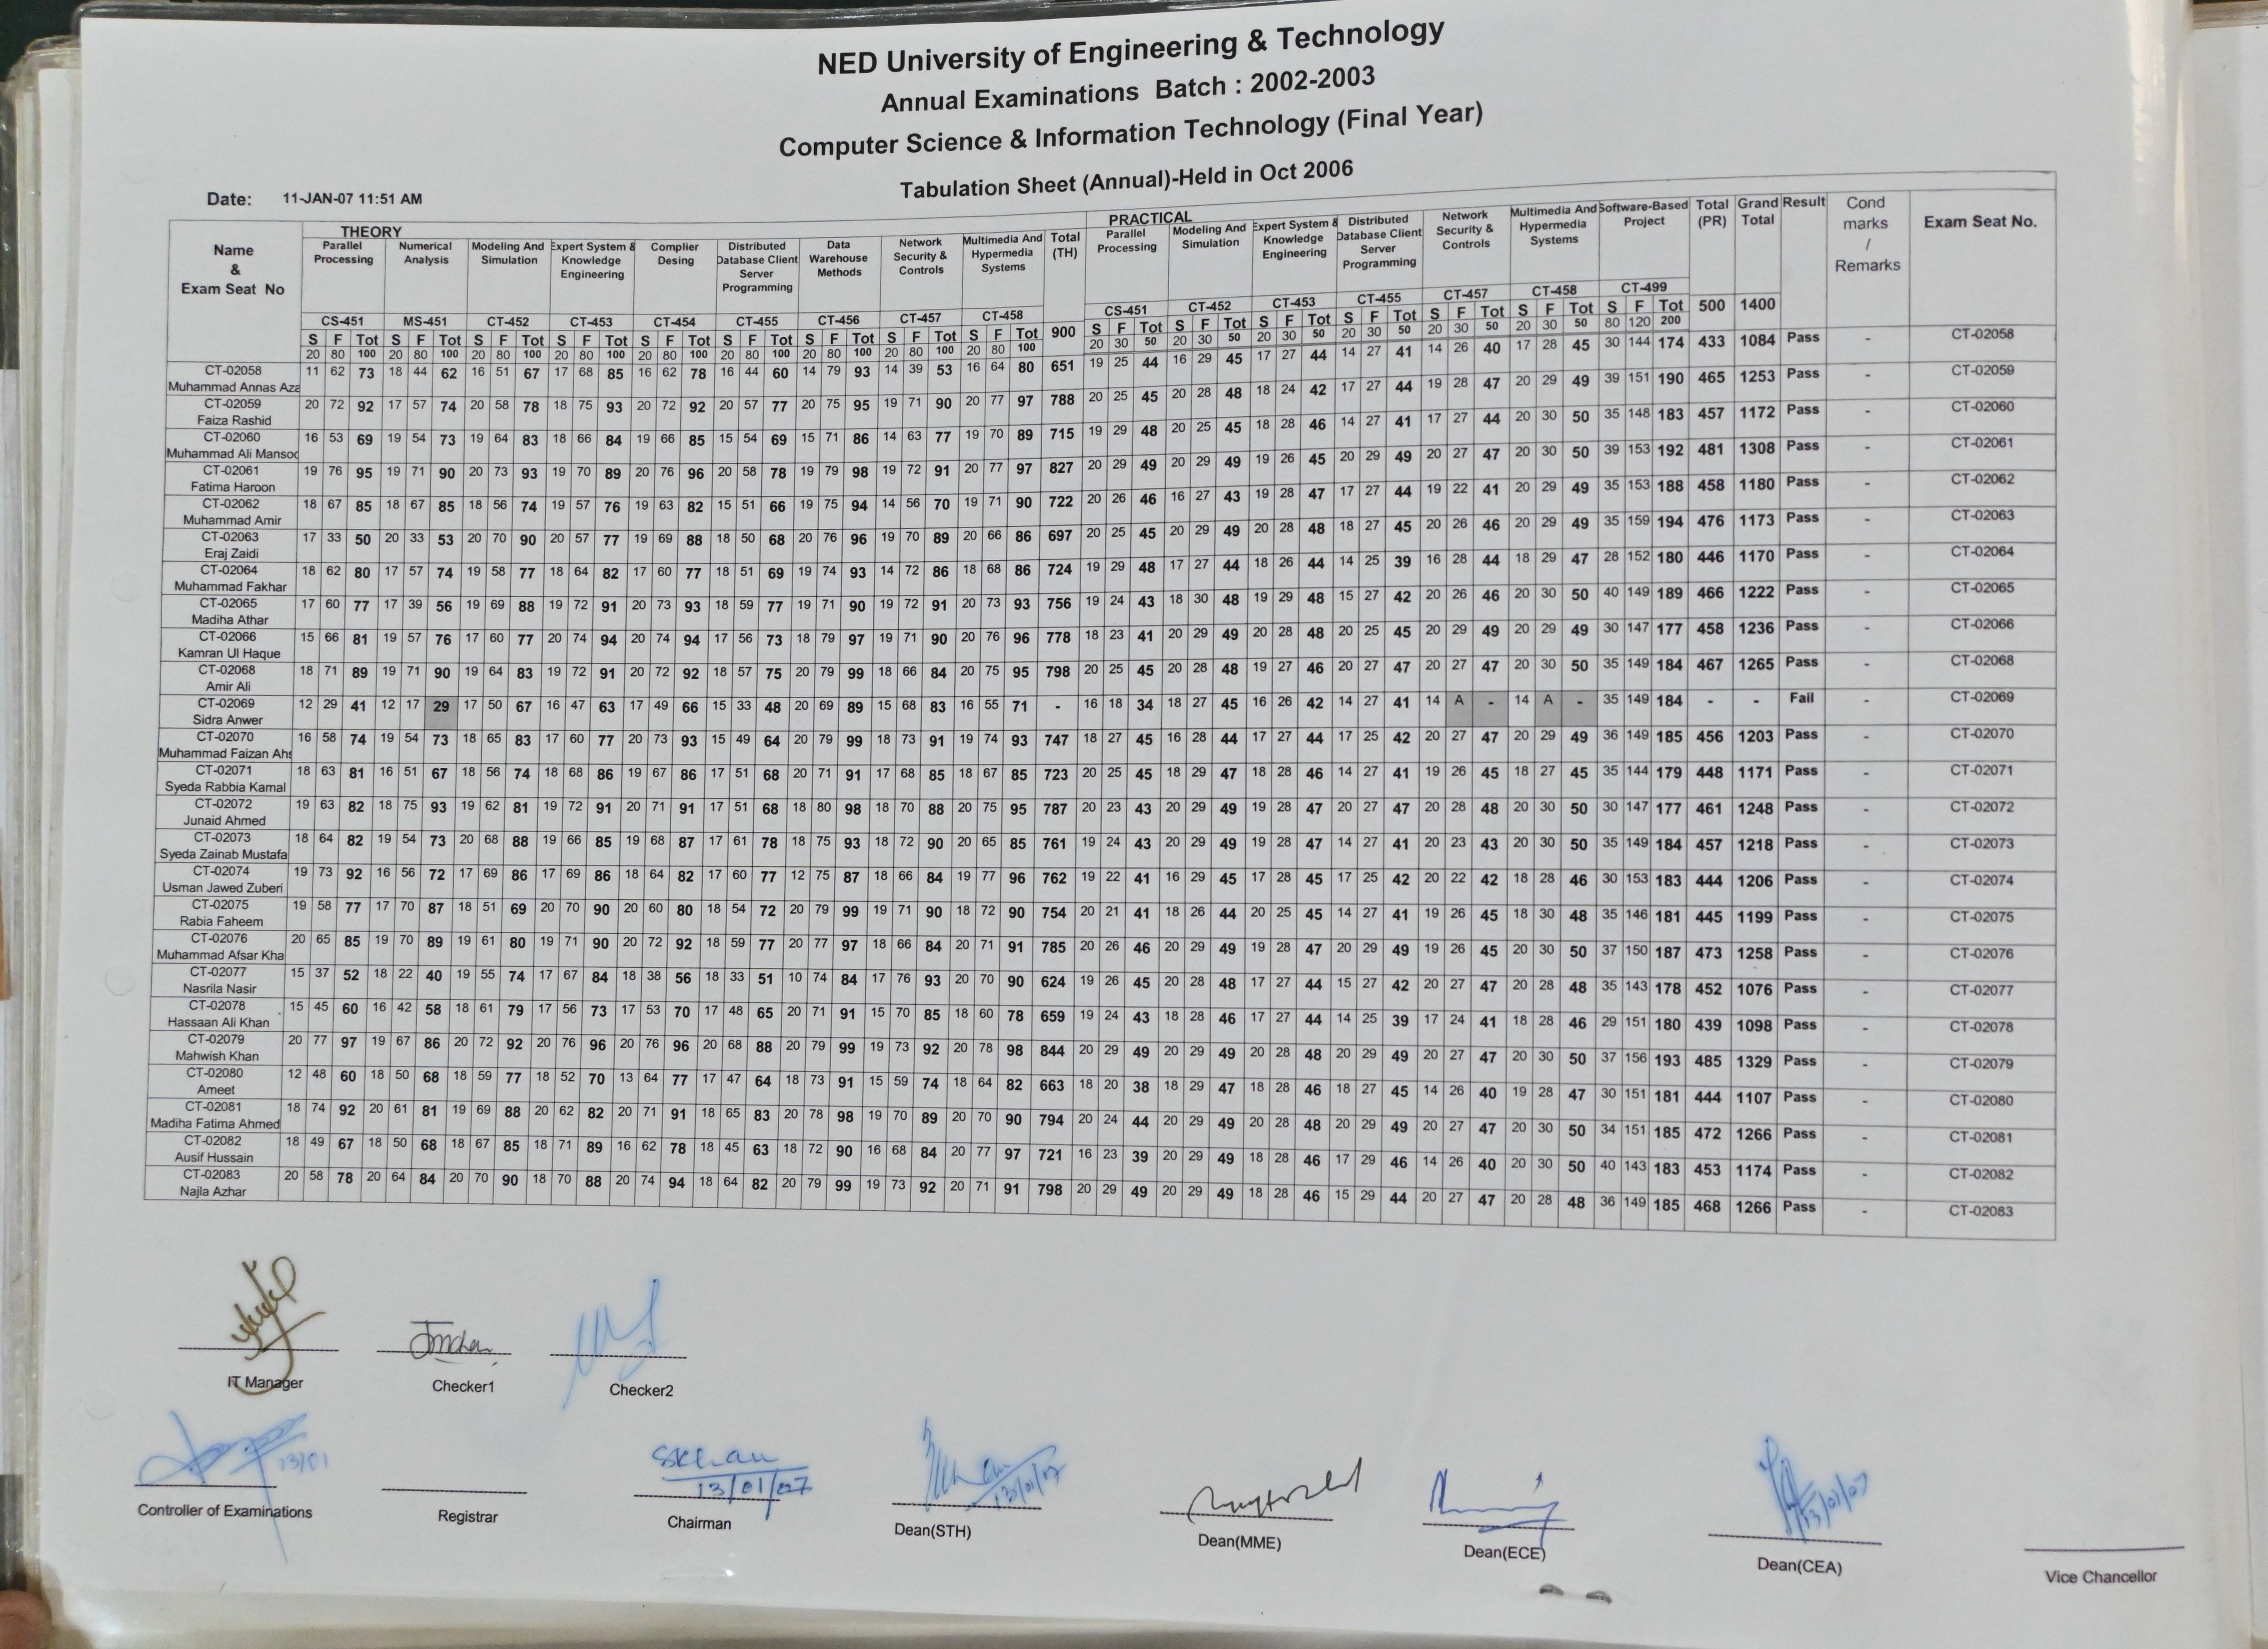 NED University of Engineering & Technology
Annual Examinations Batch : 2002-2003
Computer Science & Information Technology (Final Year)
Tabulation Sheet (Annual)-Held in Oct 2006
Date: 11-JAN-07 11:51 AM
Name & Exam Seat No
THEORY
Parallel Processing CS-451
Numerical Analysis MS-451
Modeling And Simulation CT-452
Expert System & Knowledge Engineering CT-453
Complier Desing CT-454
Distributed Database Client Server Programming CT-455
Data Warehouse Methods CT-456
Network Security & Controls CT-457
Multimedia And Hypermedia Systems CT-458
Total (TH) 900
PRACTICAL
Parallel Processing CS-451
Modeling And Simulation CT-452
Expert System & Knowledge Engineering CT-453
Distributed Database Client Server Programming CT-455
Network Security & Controls CT-457
Multimedia And Hypermedia Systems CT-458
Software-Based Project CT-499
Total (PR) 500
Grand Total 1400
Result
Cond marks / Remarks
Exam Seat No.
S F Tot S F Tot S F Tot S F Tot S F Tot S F Tot S F Tot S F Tot S F Tot S F Tot S F Tot S F Tot S F Tot S F Tot S F Tot S F Tot
20 80 100 20 80 100 20 80 100 20 80 100 20 80 100 20 80 100 20 80 100 20 80 100 20 80 100 20 30 50 20 30 50 20 30 50 20 30 50 20 30 50 20 30 50 80 120 200
CT-02058 11 62 73 18 44 62 16 51 67 17 68 85 16 62 78 16 44 60 14 79 93 14 39 53 16 64 80 651 19 25 44 16 29 45 17 27 44 14 27 41 14 26 40 17 28 45 30 144 174 433 1084 Pass - CT-02058
Muhammad Annas Aza
CT-02059 20 72 92 17 57 74 20 58 78 18 75 93 20 72 92 20 57 77 20 75 95 19 71 90 20 77 97 788 20 25 45 20 28 48 18 24 42 17 27 44 19 28 47 20 29 49 39 151 190 465 1253 Pass - CT-02059
Faiza Rashid
CT-02060 16 53 69 19 54 73 19 64 83 18 66 84 19 66 85 15 54 69 15 71 86 14 63 77 19 70 89 715 19 29 48 20 25 45 18 28 46 14 27 41 17 27 44 20 30 50 35 148 183 457 1172 Pass - CT-02060
Muhammad Ali Mansoo
CT-02061 19 76 95 19 71 90 20 73 93 19 70 89 20 76 96 20 58 78 19 79 98 19 72 91 20 77 97 827 20 29 49 20 29 49 19 26 45 20 29 49 20 27 47 20 30 50 39 153 192 481 1308 Pass - CT-02061
Fatima Haroon
CT-02062 18 67 85 18 67 85 18 56 74 19 57 76 19 63 82 15 51 66 19 75 94 14 56 70 19 71 90 722 20 26 46 16 27 43 19 28 47 17 27 44 19 22 41 20 29 49 35 153 188 458 1180 Pass - CT-02062
Muhammad Amir
CT-02063 17 33 50 20 33 53 20 70 90 20 57 77 19 69 88 18 50 68 20 76 96 19 70 89 20 66 86 697 20 25 45 20 29 49 20 28 48 18 27 45 20 26 46 20 29 49 35 159 194 476 1173 Pass - CT-02063
Eraj Zaidi
CT-02064 18 62 80 17 57 74 19 58 77 18 64 82 17 60 77 18 51 69 19 74 93 14 72 86 18 68 86 724 19 29 48 17 27 44 18 26 44 14 25 39 16 28 44 18 29 47 28 152 180 446 1170 Pass - CT-02064
Muhammad Fakhar
CT-02065 17 60 77 17 39 56 19 69 88 19 72 91 20 73 93 18 59 77 19 71 90 19 72 91 20 73 93 756 19 24 43 18 30 48 19 29 48 15 27 42 20 26 46 20 30 50 40 149 189 466 1222 Pass - CT-02065
Madiha Athar
CT-02066 15 66 81 19 57 76 17 60 77 20 74 94 20 74 94 17 56 73 18 79 97 19 71 90 20 76 96 778 18 23 41 20 29 49 20 28 48 20 25 45 20 29 49 20 29 49 30 147 177 458 1236 Pass - CT-02066
Kamran Ul Haque
CT-02068 18 71 89 19 71 90 19 64 83 19 72 91 20 72 92 18 57 75 20 79 99 18 66 84 20 75 95 798 20 25 45 20 28 48 19 27 46 20 27 47 20 27 47 20 30 50 35 149 184 467 1265 Pass - CT-02068
Amir Ali
CT-02069 12 29 41 12 17 29 17 50 67 16 47 63 17 49 66 15 33 48 20 69 89 15 68 83 16 55 71 - 16 18 34 18 27 45 16 26 42 14 27 41 14 A - 14 A - 35 149 184 - - Fail - CT-02069
Sidra Anwer
CT-02070 16 58 74 19 54 73 18 65 83 17 60 77 20 73 93 15 49 64 20 79 99 18 73 91 19 74 93 747 18 27 45 16 28 44 17 27 44 17 25 42 20 27 47 20 29 49 36 149 185 456 1203 Pass - CT-02070
Muhammad Faizan Ahs
CT-02071 18 63 81 16 51 67 18 56 74 18 68 86 19 67 86 17 51 68 20 71 91 17 68 85 18 67 85 723 20 25 45 18 29 47 18 28 46 14 27 41 19 26 45 18 27 45 35 144 179 448 1171 Pass - CT-02071
Syeda Rabbia Kamal
CT-02072 19 63 82 18 75 93 19 62 81 19 72 91 20 71 91 17 51 68 18 80 98 18 70 88 20 75 95 787 20 23 43 20 29 49 19 28 47 20 27 47 20 28 48 20 30 50 30 147 177 461 1248 Pass - CT-02072
Junaid Ahmed
CT-02073 18 64 82 19 54 73 20 68 88 19 66 85 19 68 87 17 61 78 18 75 93 18 72 90 20 65 85 761 19 24 43 20 29 49 19 28 47 14 27 41 20 23 43 20 30 50 35 149 184 457 1218 Pass - CT-02073
Syeda Zainab Mustafa
CT-02074 19 73 92 16 56 72 17 69 86 17 69 86 18 64 82 17 60 77 12 75 87 18 66 84 19 77 96 762 19 22 41 16 29 45 17 28 45 17 25 42 20 22 42 18 28 46 30 153 183 444 1206 Pass - CT-02074
Usman Jawed Zuberi
CT-02075 19 58 77 17 70 87 18 51 69 20 70 90 20 60 80 18 54 72 20 79 99 19 71 90 18 72 90 754 20 21 41 18 26 44 20 25 45 14 27 41 19 26 45 18 30 48 35 146 181 445 1199 Pass - CT-02075
Rabia Faheem
CT-02076 20 65 85 19 70 89 19 61 80 19 71 90 20 72 92 18 59 77 20 77 97 18 66 84 20 71 91 785 20 26 46 20 29 49 19 28 47 20 29 49 19 26 45 20 30 50 37 150 187 473 1258 Pass - CT-02076
Muhammad Afsar Kha
CT-02077 15 37 52 18 22 40 19 55 74 17 67 84 18 38 56 18 33 51 10 74 84 17 76 93 20 70 90 624 19 26 45 20 28 48 17 27 44 15 27 42 20 27 47 20 28 48 35 143 178 452 1076 Pass - CT-02077
Nasrila Nasir
CT-02078 15 45 60 16 42 58 18 61 79 17 56 73 17 53 70 17 48 65 20 71 91 15 70 85 18 60 78 659 19 24 43 18 28 46 17 27 44 14 25 39 17 24 41 18 28 46 29 151 180 439 1098 Pass - CT-02078
Hassaan Ali Khan
CT-02079 20 77 97 19 67 86 20 72 92 20 76 96 20 76 96 20 68 88 20 79 99 19 73 92 20 78 98 844 20 29 49 20 29 49 20 28 48 20 29 49 20 27 47 20 30 50 37 156 193 485 1329 Pass - CT-02079
Mahwish Khan
CT-02080 12 48 60 18 50 68 18 59 77 18 52 70 13 64 77 17 47 64 18 73 91 15 59 74 18 64 82 663 18 20 38 18 29 47 18 28 46 18 27 45 14 26 40 19 28 47 30 151 181 444 1107 Pass - CT-02080
Ameet
CT-02081 18 74 92 20 61 81 19 69 88 20 62 82 20 71 91 18 65 83 20 78 98 19 70 89 20 70 90 794 20 24 44 20 29 49 20 28 48 20 29 49 20 27 47 20 30 50 34 151 185 472 1266 Pass - CT-02081
Madiha Fatima Ahmed
CT-02082 18 49 67 18 50 68 18 67 85 18 71 89 16 62 78 18 45 63 18 72 90 16 68 84 20 77 97 721 16 23 39 20 29 49 18 28 46 17 29 46 14 26 40 20 30 50 40 143 183 453 1174 Pass - CT-02082
Ausif Hussain
CT-02083 20 58 78 20 64 84 20 70 90 18 70 88 20 74 94 18 64 82 20 79 99 19 73 92 20 71 91 798 20 29 49 20 29 49 18 28 46 15 29 44 20 27 47 20 28 48 36 149 185 468 1266 Pass - CT-02083
Najla Azhar
IT Manager
Checker1
Checker2
13/01
Controller of Examinations
Registrar
13/01/007
Chairman
13/01/07
Dean(STH)
Dean(MME)
Dean(ECE)
13/01/07
Dean(CEA)
Vice Chancellor